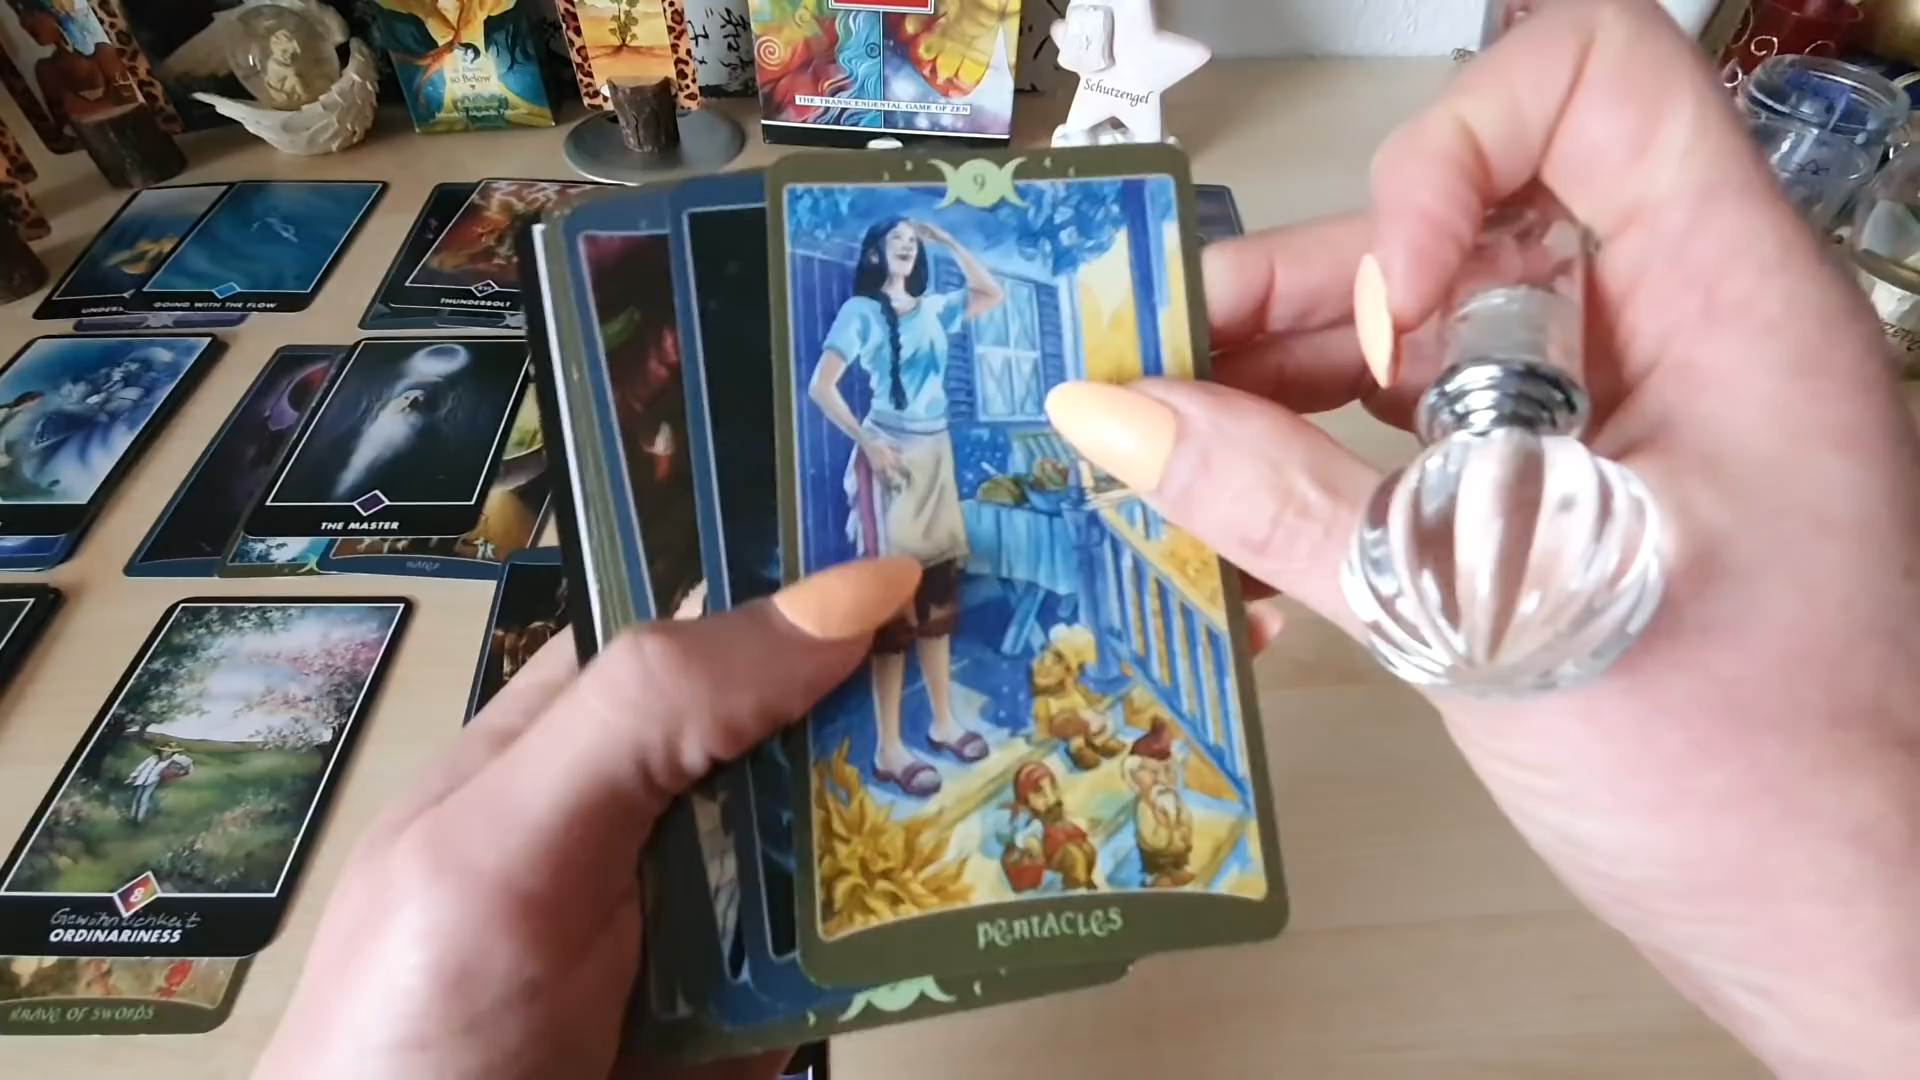 so Below
THE TRANSCENDENTAL GAME OF ZEN
Schutzengel
9
GOING WITH THE FLOW
THUNDERBOLT
THE MASTER
8
Gewöhnlichkeit
ORDINARINESS
PENTACLES
OF SWORDS